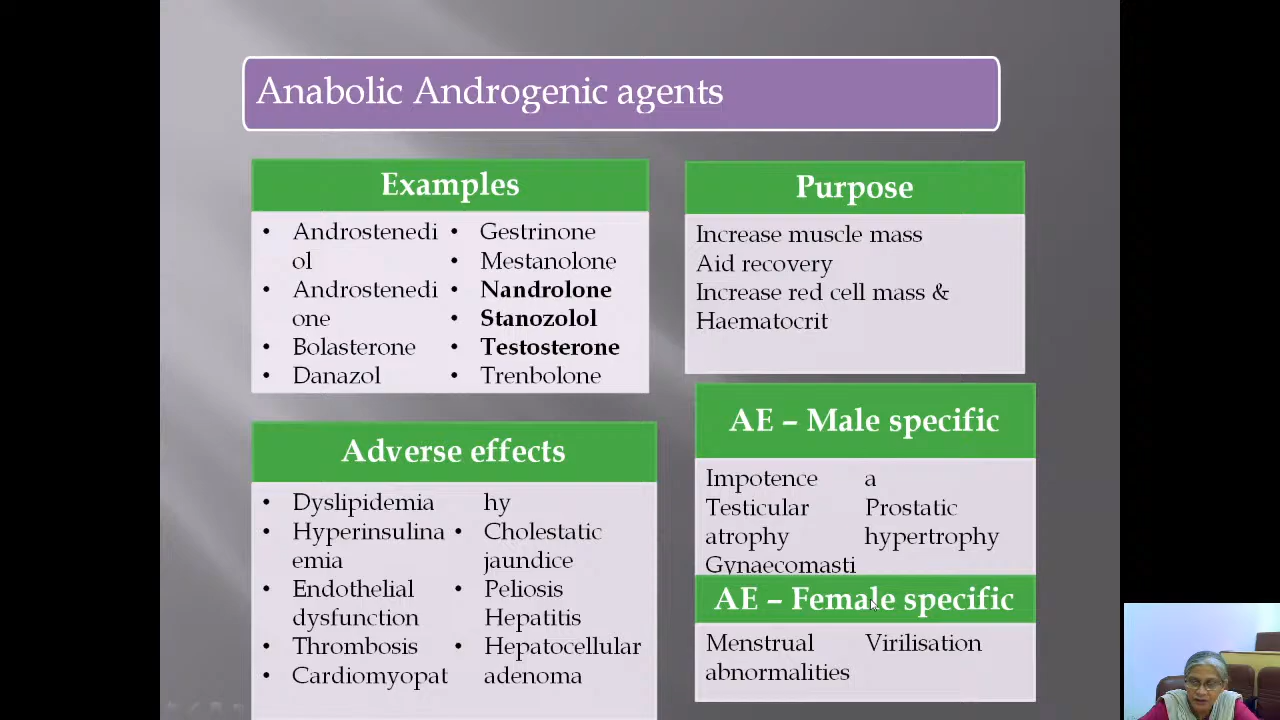 Anabolic Androgenic agents
Examples
• Androstenedi
ol
• Androstenedi
one
• Bolasterone
• Danazol
• Gestrinone
• Mestanolone
• Nandrolone
• Stanozolol
• Testosterone
• Trenbolone
Purpose
Increase muscle mass
Aid recovery
Increase red cell mass &
Haematocrit
Adverse effects
• Dyslipidemia
• Hyperinsulina
emia
• Endothelial
dysfunction
• Thrombosis
• Cardiomyopat
hy
• Cholestatic
jaundice
• Peliosis
Hepatitis
• Hepatocellular
adenoma
AE – Male specific
Impotence
Testicular
atrophy
Gynaecomasti
a
Prostatic
hypertrophy
AE – Female specific
Menstrual
abnormalities
Virilisation